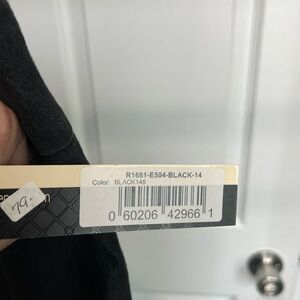 R1681-E504-BLACK-14
Color: BLACK148
0 60206 42966 1
79-